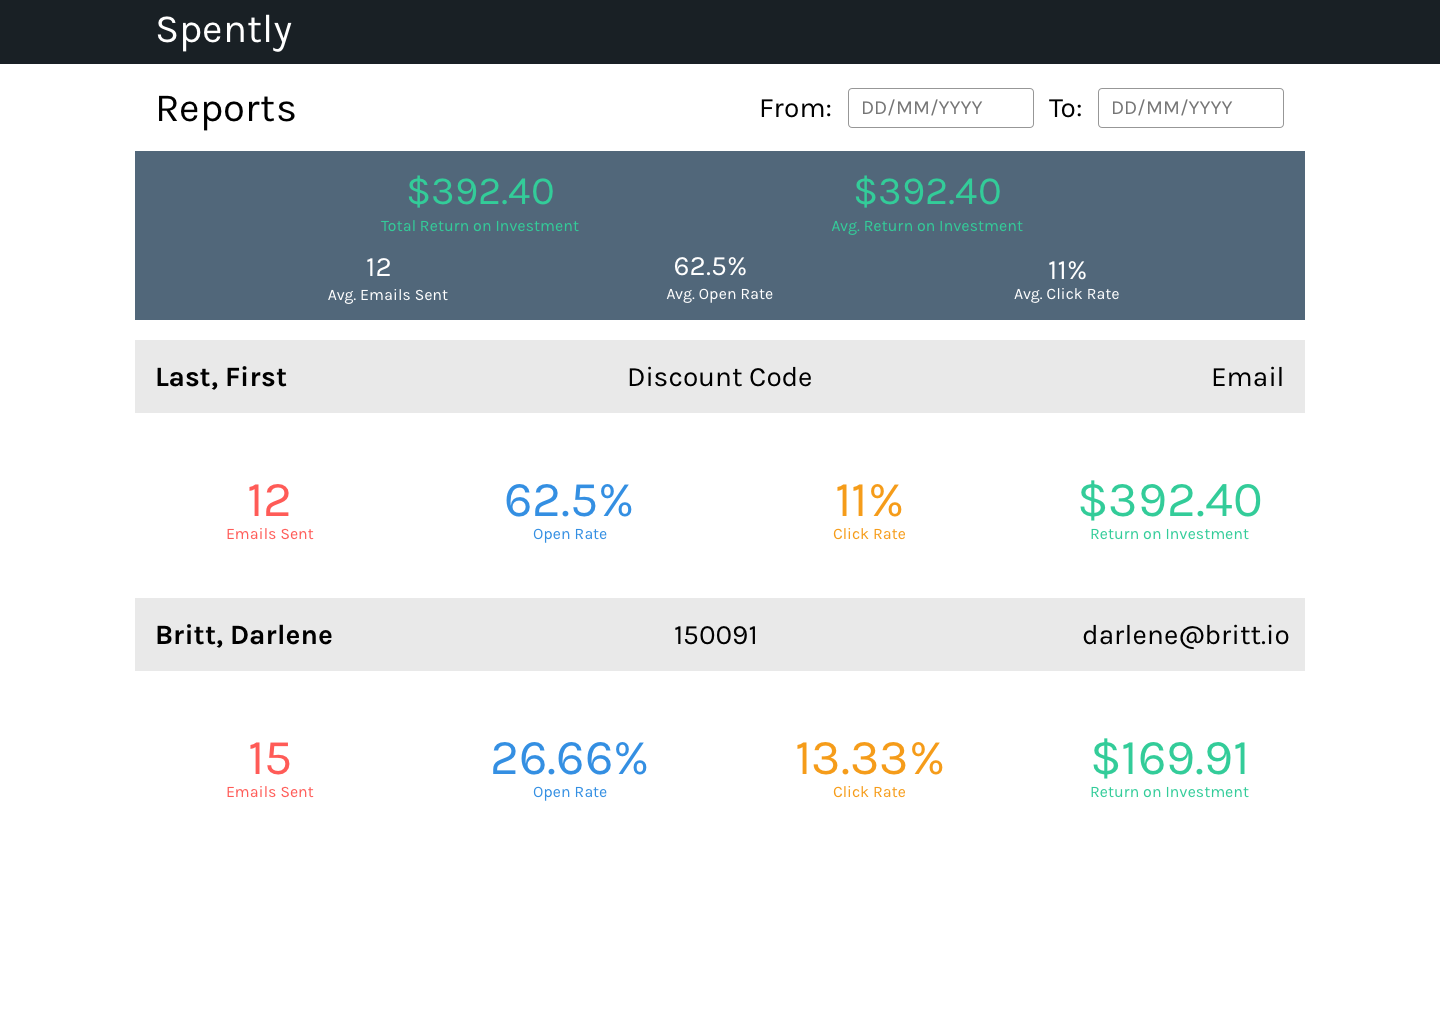 Spently
Reports From: DD/MM/YYYY To: DD/MM/YYYY
$392.40 $392.40
Total Return on Investment Avg. Return on Investment
12 62.5% 11%
Avg. Emails Sent Avg. Open Rate Avg. Click Rate
Last, First Discount Code Email
12 62.5% 11% $392.40
Emails Sent Open Rate Click Rate Return on Investment
Britt, Darlene 150091 darlene@britt.io
15 26.66% 13.33% $169.91
Emails Sent Open Rate Click Rate Return on Investment